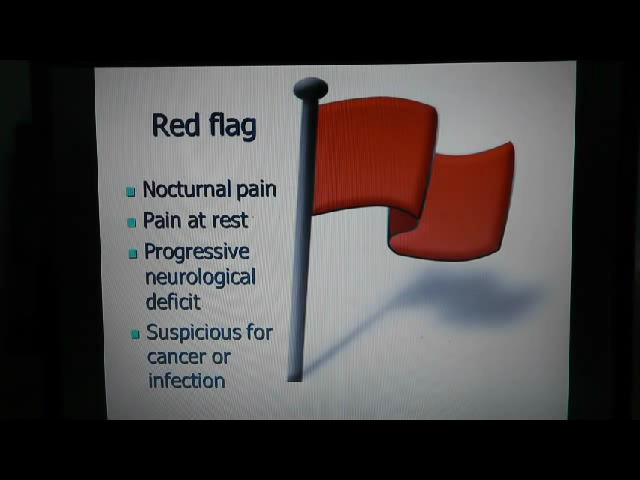 Red flag
Nocturnal pain
Pain at rest
Progressive
neurological
deficit
Suspicious for
cancer or
infection